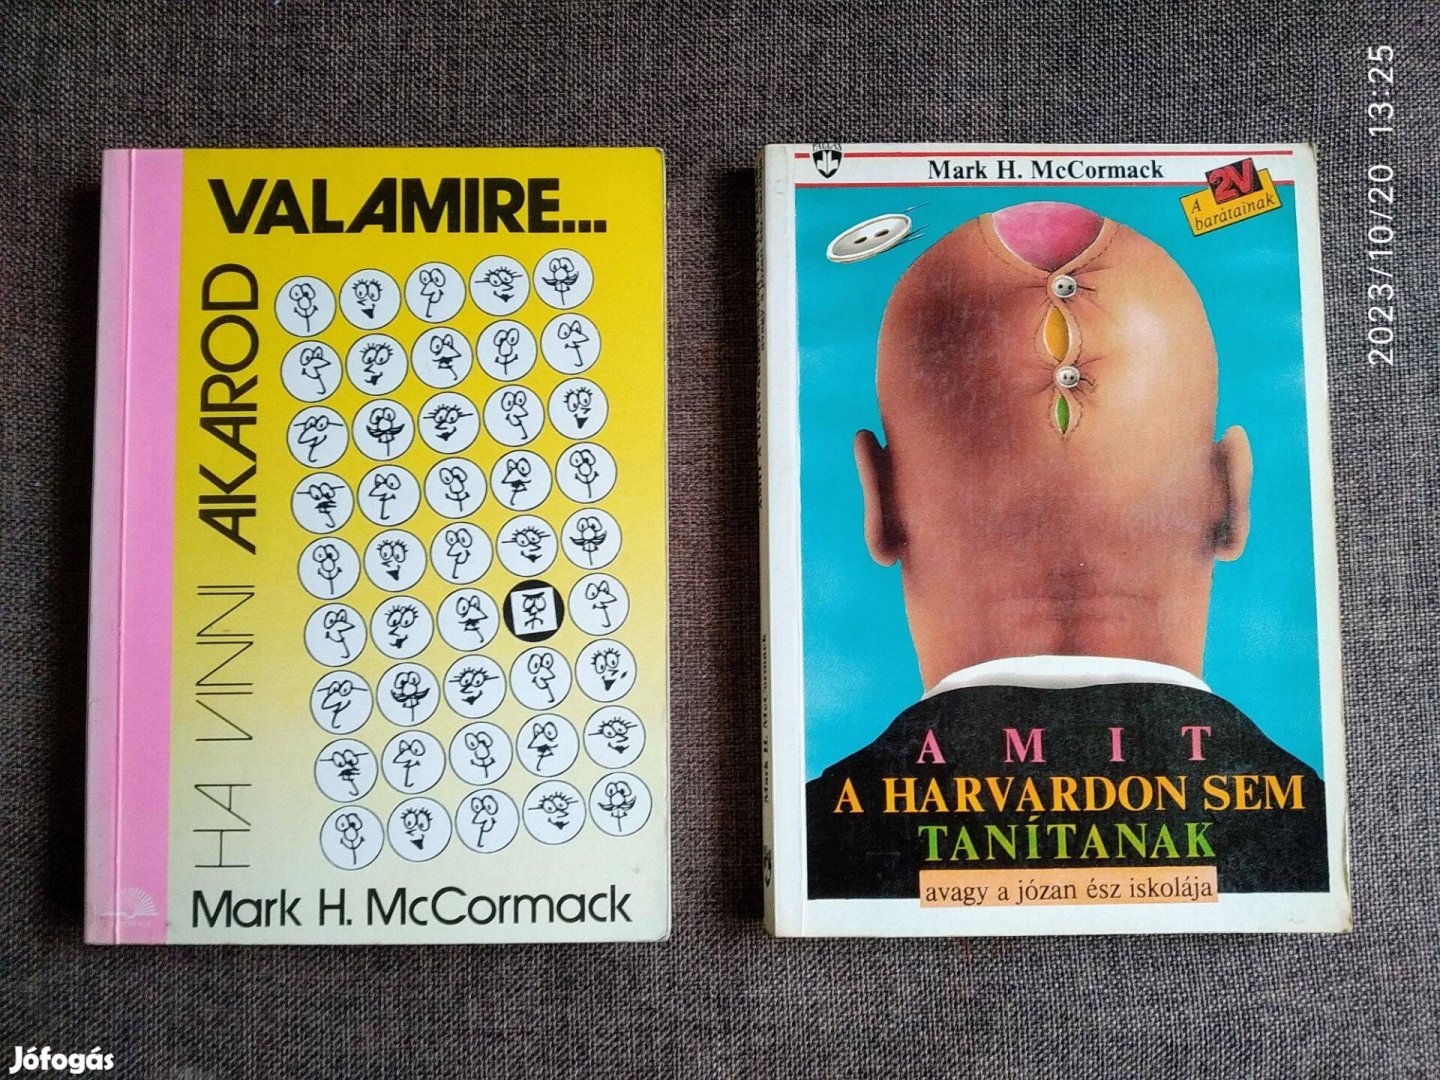 VALAMIRE...
HA VINNI AKAROD
Mark H. McCormack
PALLAS
Mark H. McCormack
A 2V
barátainak
A M I T
A HARVARDON SEM
TANÍTANAK
avagy a józan ész iskolája
2023/10/20 13:25
Jófogás